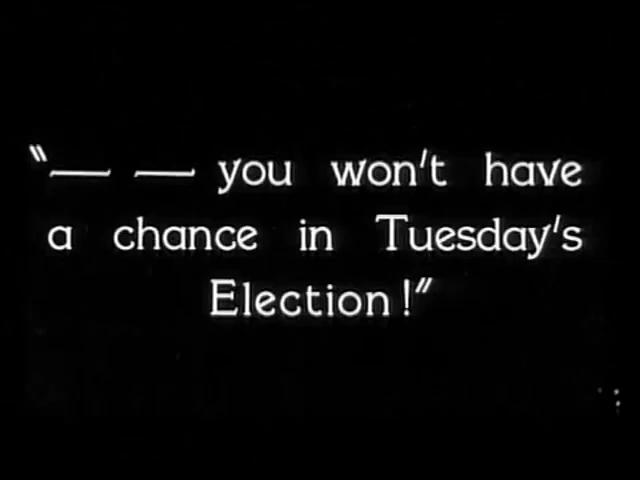 "— — you won't have
a chance in Tuesday's
Election!"